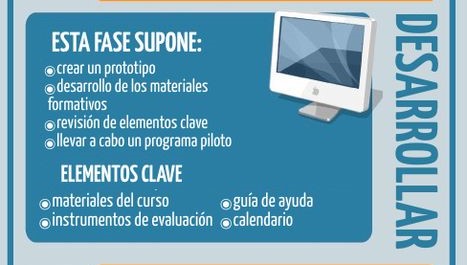 ESTA FASE SUPONE:
crear un prototipo
desarrollo de los materiales
formativos
revisión de elementos clave
llevar a cabo un programa piloto
ELEMENTOS CLAVE
materiales del curso
instrumentos de evaluación
guía de ayuda
calendario
DESARROLLAR